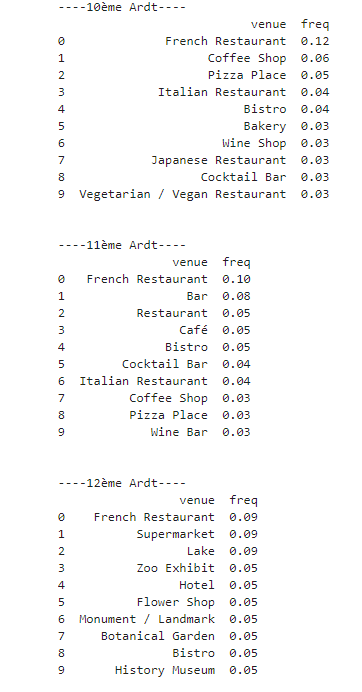 ----10ème Ardt----
venue freq
0 French Restaurant 0.12
1 Coffee Shop 0.06
2 Pizza Place 0.05
3 Italian Restaurant 0.04
4 Bistro 0.04
5 Bakery 0.03
6 Wine Shop 0.03
7 Japanese Restaurant 0.03
8 Cocktail Bar 0.03
9 Vegetarian / Vegan Restaurant 0.03
----11ème Ardt----
venue freq
0 French Restaurant 0.10
1 Bar 0.08
2 Restaurant 0.05
3 Café 0.05
4 Bistro 0.05
5 Cocktail Bar 0.04
6 Italian Restaurant 0.04
7 Coffee Shop 0.03
8 Pizza Place 0.03
9 Wine Bar 0.03
----12ème Ardt----
venue freq
0 French Restaurant 0.09
1 Supermarket 0.09
2 Lake 0.09
3 Zoo Exhibit 0.05
4 Hotel 0.05
5 Flower Shop 0.05
6 Monument / Landmark 0.05
7 Botanical Garden 0.05
8 Bistro 0.05
9 History Museum 0.05